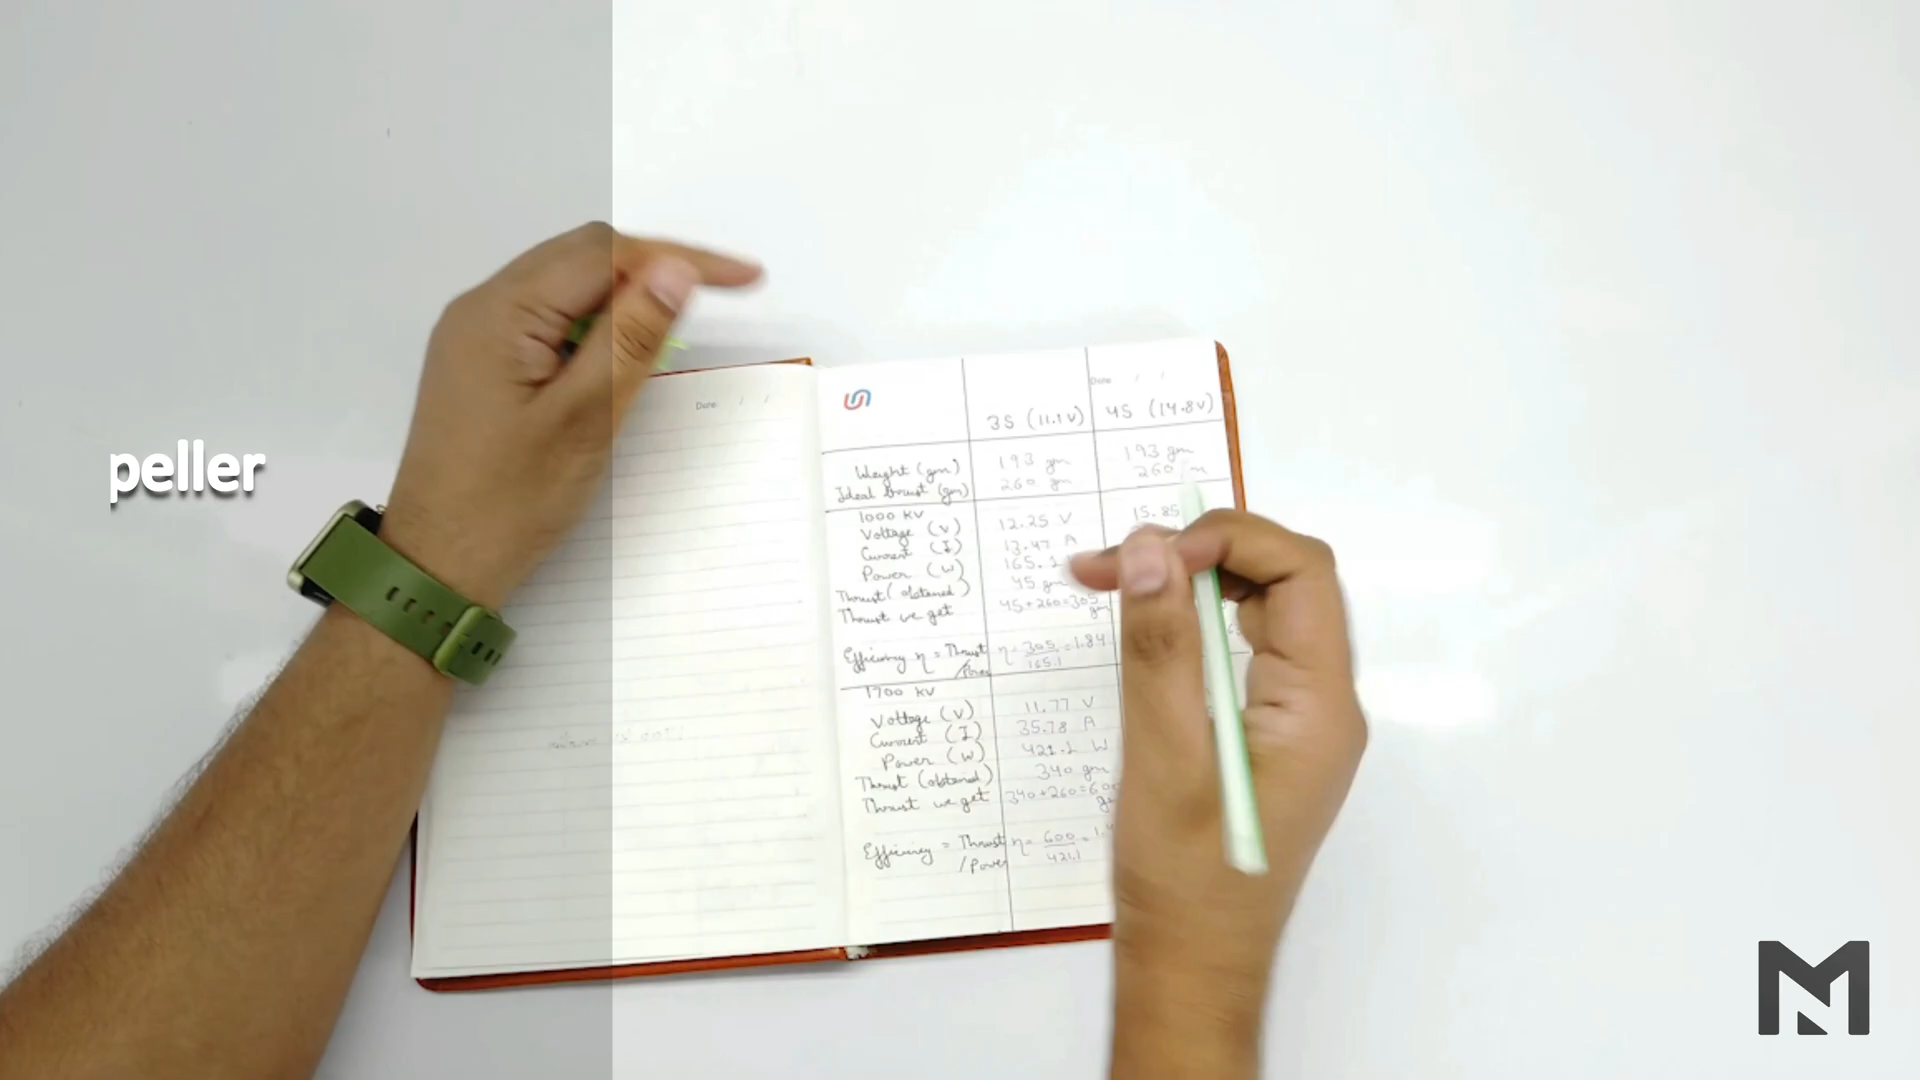 peller
Date: / /
Date: / /
3S (11.1V) 4S (14.8V)
Weight (gm) 193 gm 193 gm
Ideal thrust (gm) 260 gm 260
1000 KV
Voltage (V) 12.25 V 15.85
Current (I) 13.47 A
Power (W) 165.1
Thrust (obtained) 45 gm
Thrust we get 45+260=305 gm
Efficiency η = Thrust /Power η = 305 / 165.1 = 1.84
1700 KV
Voltage (V) 11.77 V
Current (I) 35.78 A
Power (W) 421.1 W
Thrust (obtained) 340 gm
Thrust we get 340+260=600
Efficiency = Thrust /Power η = 600 / 421.1